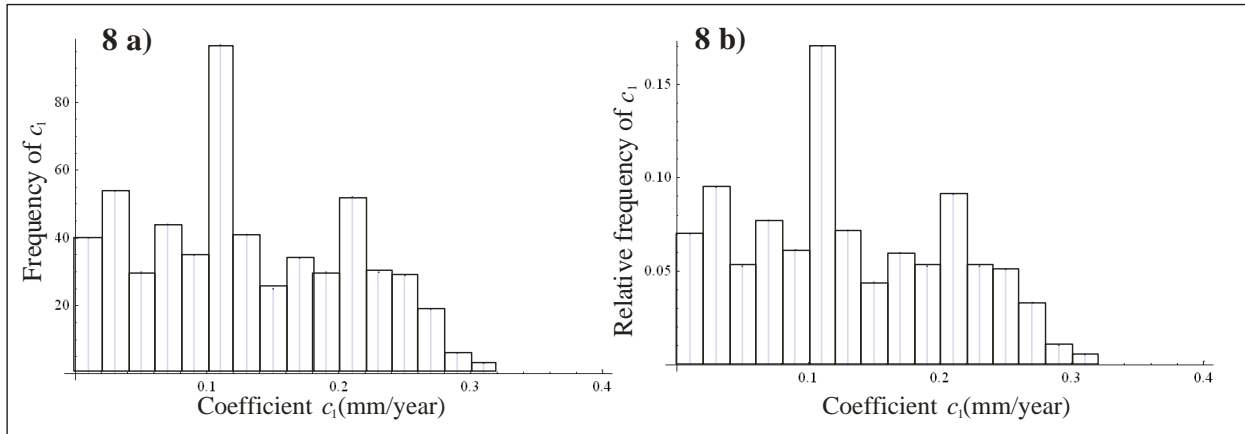 8 a)
Frequency of c₁
80
60
40
20
0.1
0.2
0.3
0.4
Coefficient c₁(mm/year)
8 b)
Relative frequency of c₁
0.15
0.10
0.05
0.1
0.2
0.3
0.4
Coefficient c₁(mm/year)